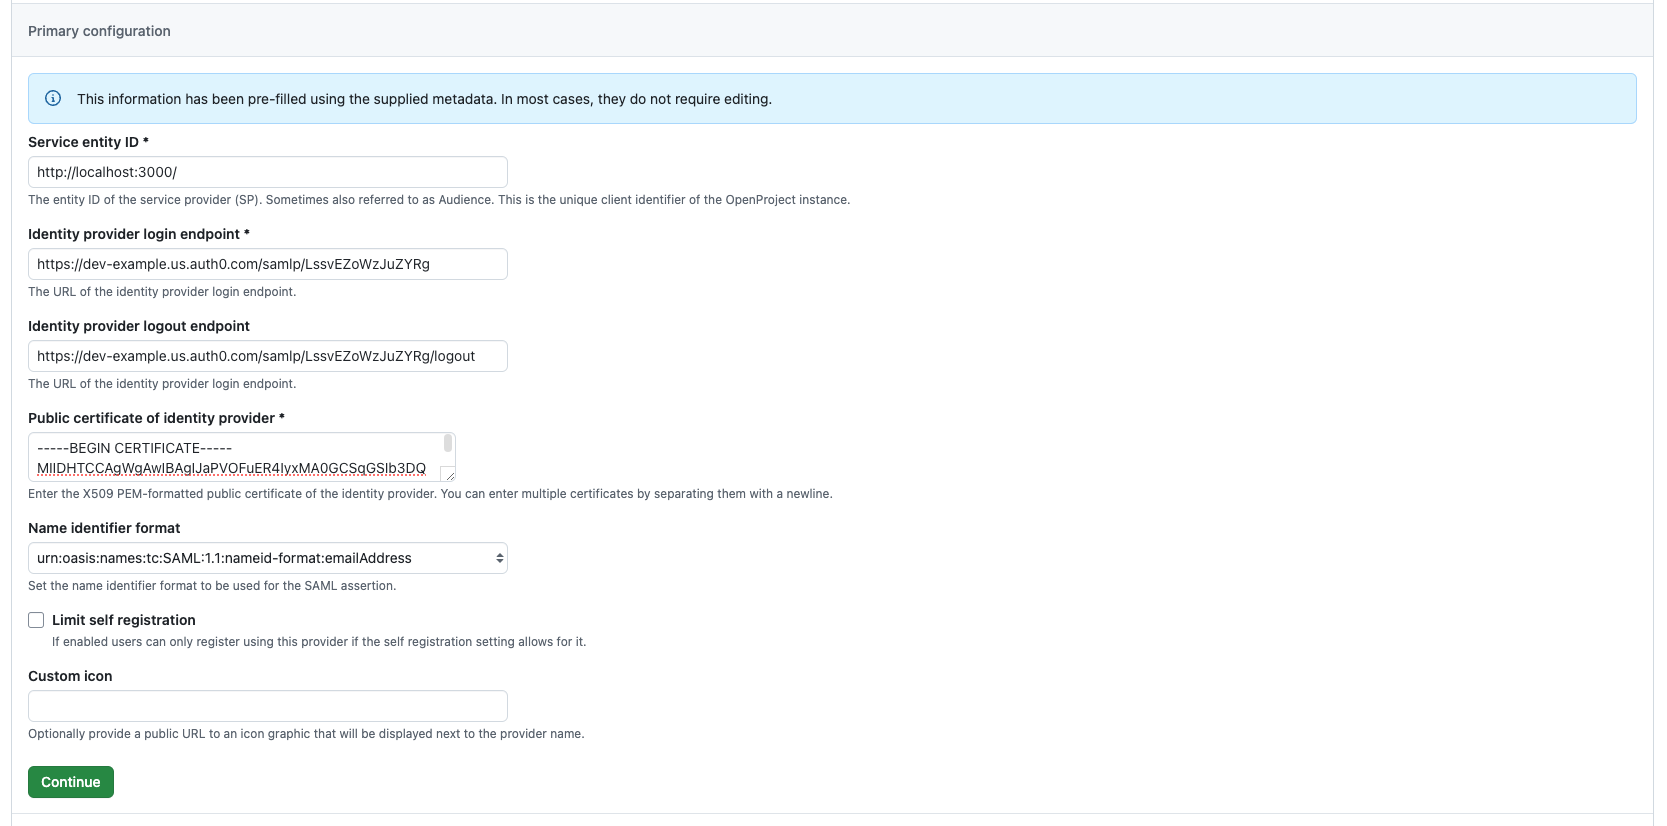 Primary configuration
This information has been pre-filled using the supplied metadata. In most cases, they do not require editing.
Service entity ID *
http://localhost:3000/
The entity ID of the service provider (SP). Sometimes also referred to as Audience. This is the unique client identifier of the OpenProject instance.
Identity provider login endpoint *
https://dev-example.us.auth0.com/samlp/LssvEZoWzJuZYRg
The URL of the identity provider login endpoint.
Identity provider logout endpoint
https://dev-example.us.auth0.com/samlp/LssvEZoWzJuZYRg/logout
The URL of the identity provider login endpoint.
Public certificate of identity provider *
-----BEGIN CERTIFICATE-----
MIIDHTCCAgWgAwIBAgIJaPVOFuER4IyxMA0GCSqGSIb3DQ
Enter the X509 PEM-formatted public certificate of the identity provider. You can enter multiple certificates by separating them with a newline.
Name identifier format
urn:oasis:names:tc:SAML:1.1:nameid-format:emailAddress
Set the name identifier format to be used for the SAML assertion.
Limit self registration
If enabled users can only register using this provider if the self registration setting allows for it.
Custom icon
Optionally provide a public URL to an icon graphic that will be displayed next to the provider name.
Continue